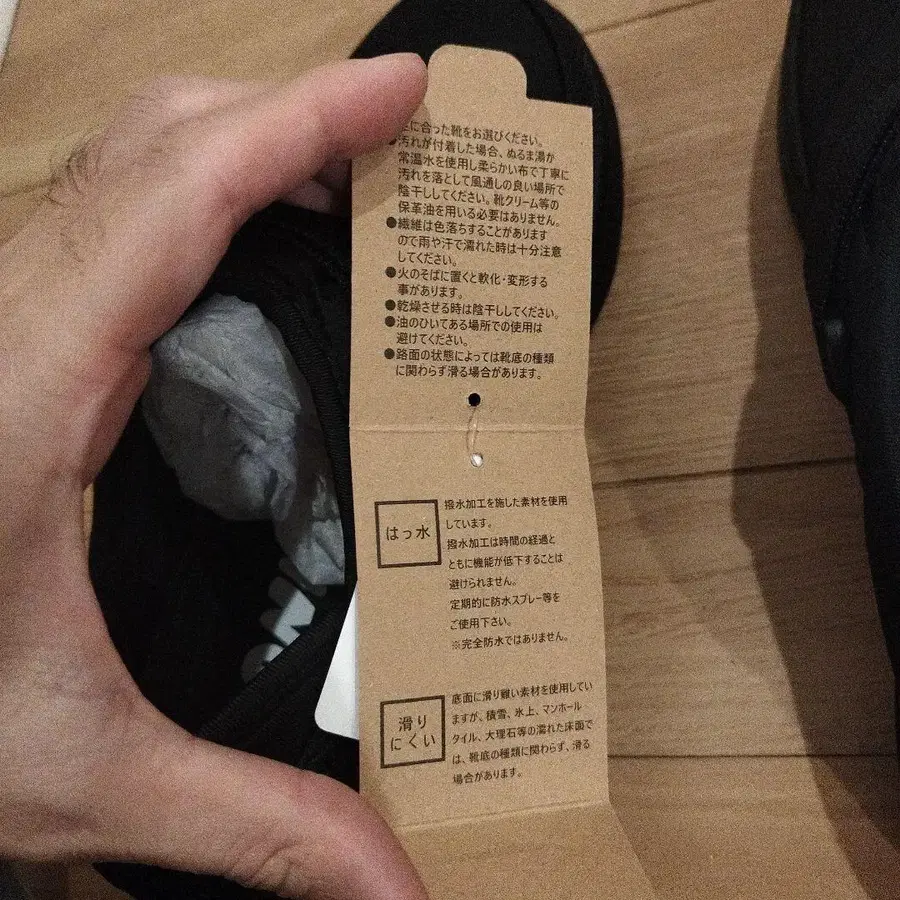 に合った靴をお選びください。
汚れが付着した場合、ぬるま湯か
常温水を使用し柔らかい布で丁寧に
汚れを落として風通しの良い場所で
陰干ししてください。靴クリーム等の
保革油を用いる必要はありません。
●繊維は色落ちすることがあります
ので雨や汗で濡れた時は十分注意
してください。
●火のそばに置くと軟化・変形する
事があります。
●乾燥させる時は陰干ししてください。
●油のひいてある場所での使用は
避けてください。
●路面の状態によっては靴底の種類
に関わらず滑る場合があります。
はっ水
撥水加工を施した素材を使用
しています。
撥水加工は時間の経過と
ともに機能が低下することは
避けられません。
定期的に防水スプレー等を
ご使用下さい。
※完全防水ではありません。
滑り
にくい
底面に滑り難い素材を使用してい
ますが、積雪、氷上、マンホール
タイル、大理石等の濡れた床面で
は、靴底の種類に関わらず、滑る
場合があります。